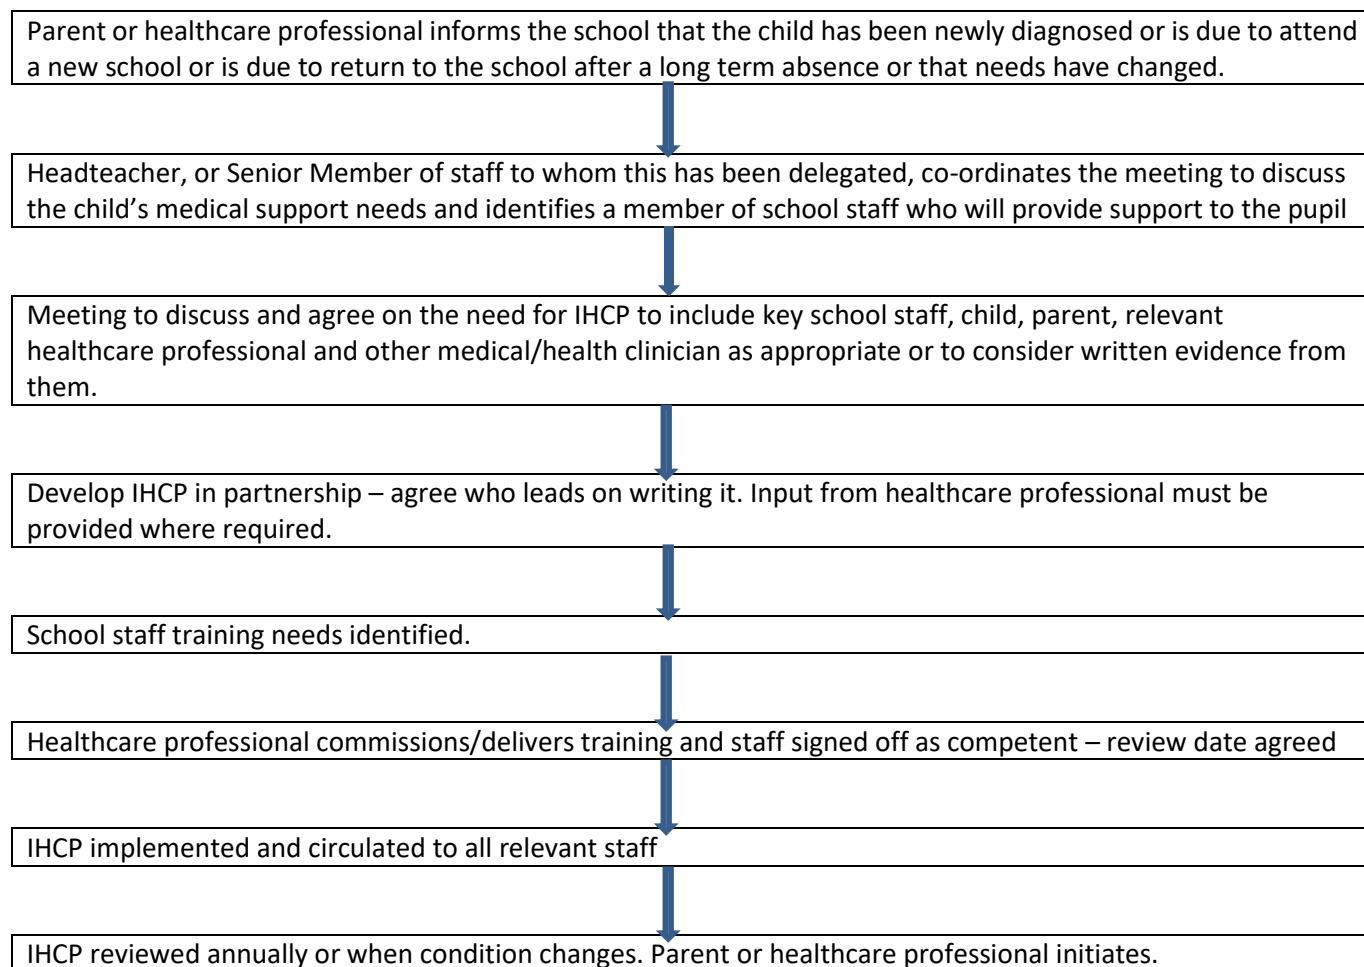 Parent or healthcare professional informs the school that the child has been newly diagnosed or is due to attend
a new school or is due to return to the school after a long term absence or that needs have changed.
Headteacher, or Senior Member of staff to whom this has been delegated, co-ordinates the meeting to discuss
the child’s medical support needs and identifies a member of school staff who will provide support to the pupil
Meeting to discuss and agree on the need for IHCP to include key school staff, child, parent, relevant
healthcare professional and other medical/health clinician as appropriate or to consider written evidence from
them.
Develop IHCP in partnership – agree who leads on writing it. Input from healthcare professional must be
provided where required.
School staff training needs identified.
Healthcare professional commissions/delivers training and staff signed off as competent – review date agreed
IHCP implemented and circulated to all relevant staff
IHCP reviewed annually or when condition changes. Parent or healthcare professional initiates.